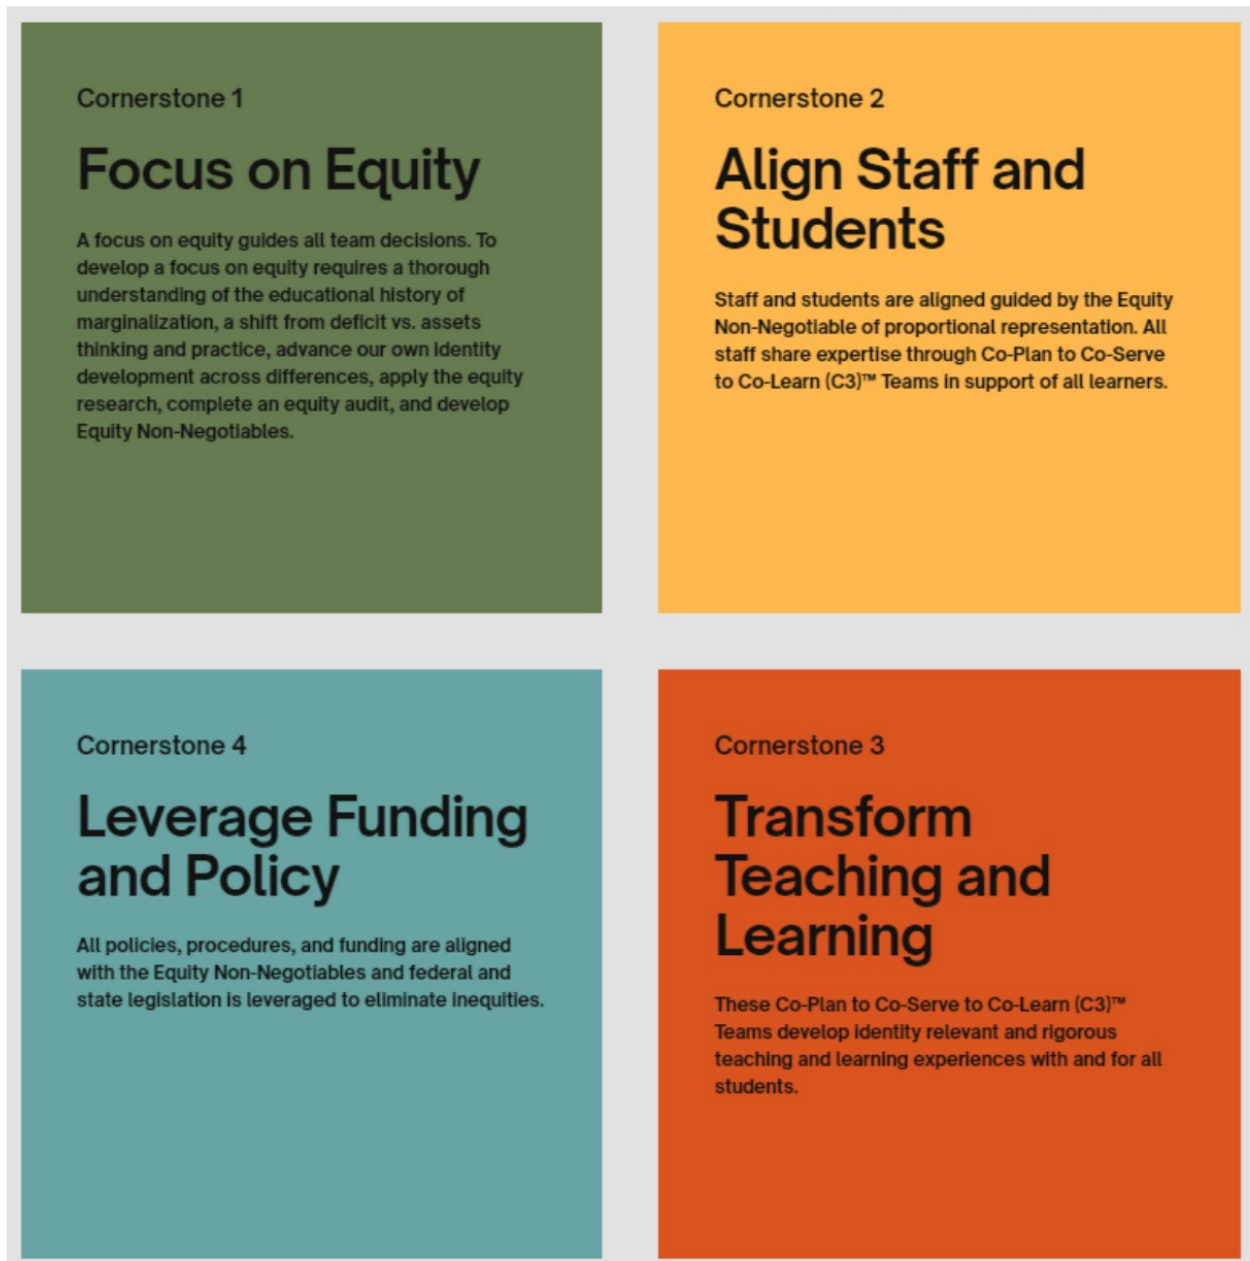 Cornerstone 1
Focus on Equity
A focus on equity guides all team decisions. To
develop a focus on equity requires a thorough
understanding of the educational history of
marginalization, a shift from deficit vs. assets
thinking and practice, advance our own identity
development across differences, apply the equity
research, complete an equity audit, and develop
Equity Non-Negotiables.
Cornerstone 2
Align Staff and
Students
Staff and students are aligned guided by the Equity
Non-Negotiable of proportional representation. All
staff share expertise through Co-Plan to Co-Serve
to Co-Learn (C3)™ Teams in support of all learners.
Cornerstone 4
Leverage Funding
and Policy
All policies, procedures, and funding are aligned
with the Equity Non-Negotiables and federal and
state legislation is leveraged to eliminate inequities.
Cornerstone 3
Transform
Teaching and
Learning
These Co-Plan to Co-Serve to Co-Learn (C3)™
Teams develop identity relevant and rigorous
teaching and learning experiences with and for all
students.